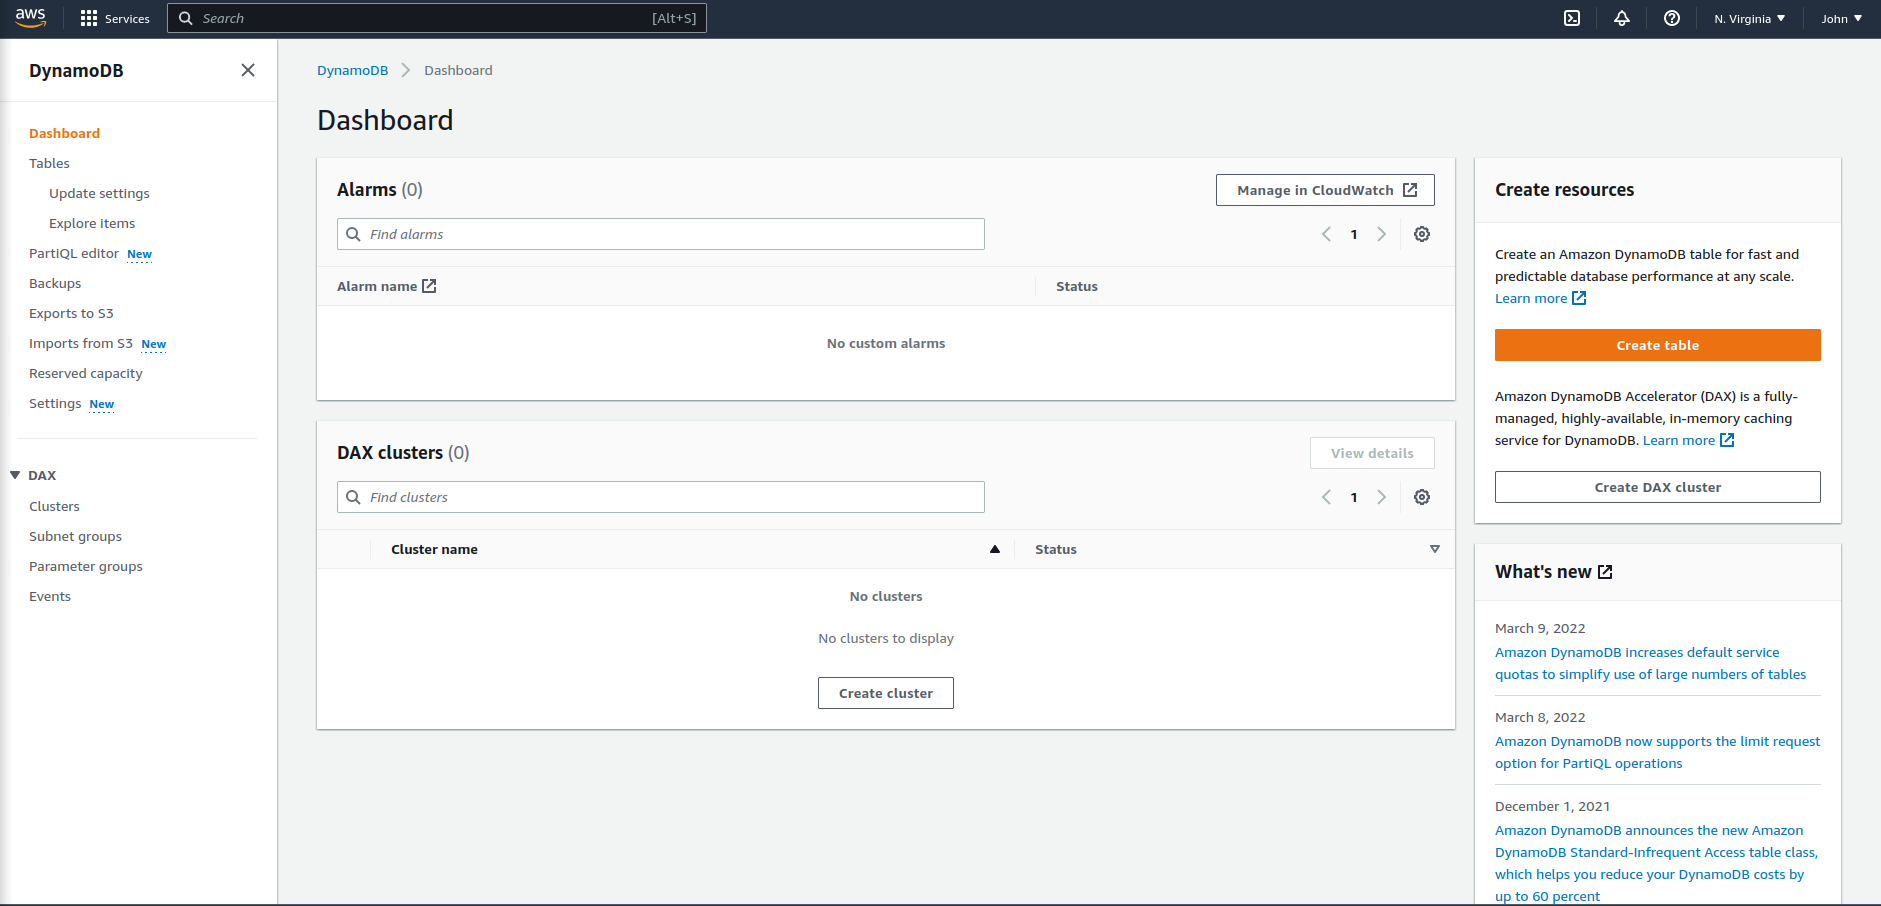 aws
Services
Search [Alt+S]
N. Virginia
John
DynamoDB
Dashboard
Tables
Update settings
Explore items
PartiQL editor New
Backups
Exports to S3
Imports from S3 New
Reserved capacity
Settings New
DAX
Clusters
Subnet groups
Parameter groups
Events
DynamoDB Dashboard
Dashboard
Alarms (0)
Manage in CloudWatch
Find alarms
1
Alarm name Status
No custom alarms
DAX clusters (0)
View details
Find clusters
1
Cluster name Status
No clusters
No clusters to display
Create cluster
Create resources
Create an Amazon DynamoDB table for fast and
predictable database performance at any scale.
Learn more
Create table
Amazon DynamoDB Accelerator (DAX) is a fully-
managed, highly-available, in-memory caching
service for DynamoDB. Learn more
Create DAX cluster
What's new
March 9, 2022
Amazon DynamoDB increases default service
quotas to simplify use of large numbers of tables
March 8, 2022
Amazon DynamoDB now supports the limit request
option for PartiQL operations
December 1, 2021
Amazon DynamoDB announces the new Amazon
DynamoDB Standard-Infrequent Access table class,
which helps you reduce your DynamoDB costs by
up to 60 percent